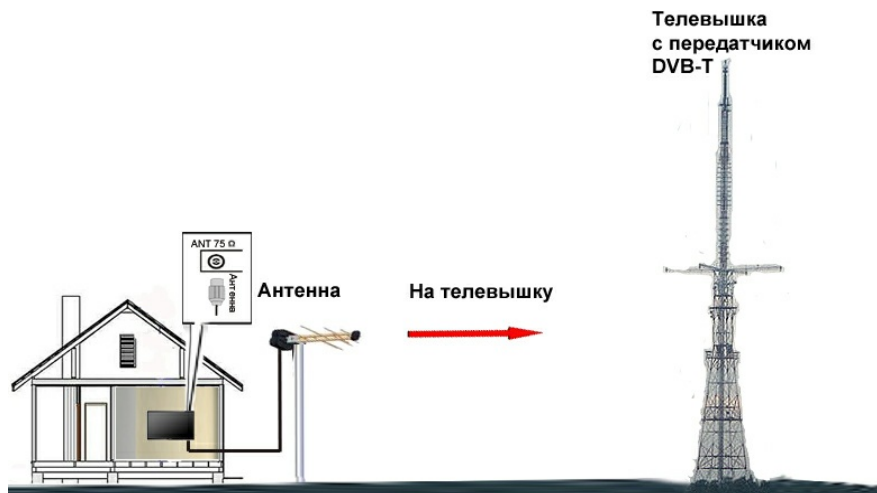 Телевышка
с передатчиком
DVB-T
ANT 75 Ω
Антенна
Антенна
На телевышку